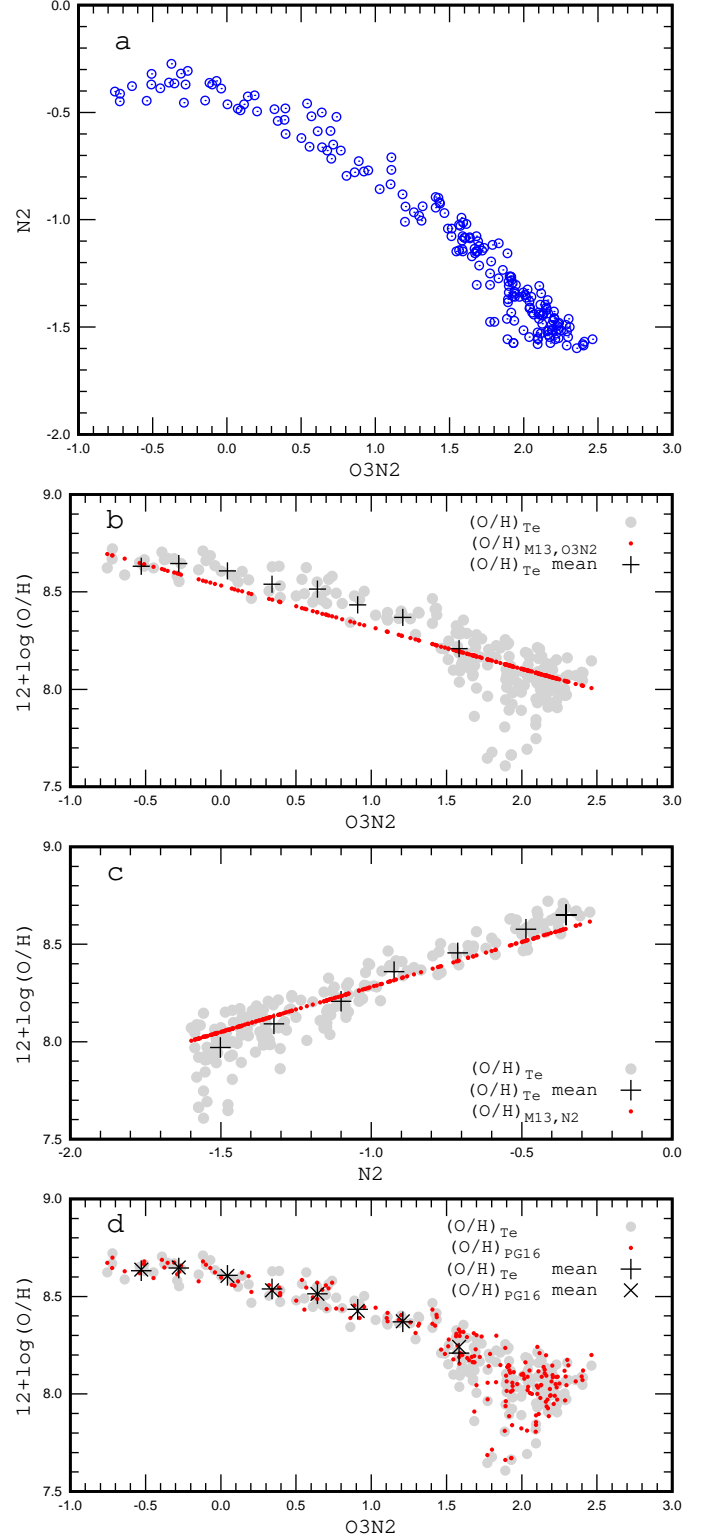 a
0.0
-0.5
-1.0
-1.5
-2.0
N2
-1.0 -0.5 0.0 0.5 1.0 1.5 2.0 2.5 3.0
O3N2
b
(O/H)Te
(O/H)M13,O3N2
(O/H)Te mean
9.0
8.5
8.0
7.5
12+log(O/H)
-1.0 -0.5 0.0 0.5 1.0 1.5 2.0 2.5 3.0
O3N2
c
9.0
8.5
8.0
7.5
12+log(O/H)
(O/H)Te
(O/H)Te mean
(O/H)M13,N2
-2.0 -1.5 -1.0 -0.5 0.0
N2
d
(O/H)Te
(O/H)PG16
(O/H)Te mean
(O/H)PG16 mean
9.0
8.5
8.0
7.5
12+log(O/H)
-1.0 -0.5 0.0 0.5 1.0 1.5 2.0 2.5 3.0
O3N2